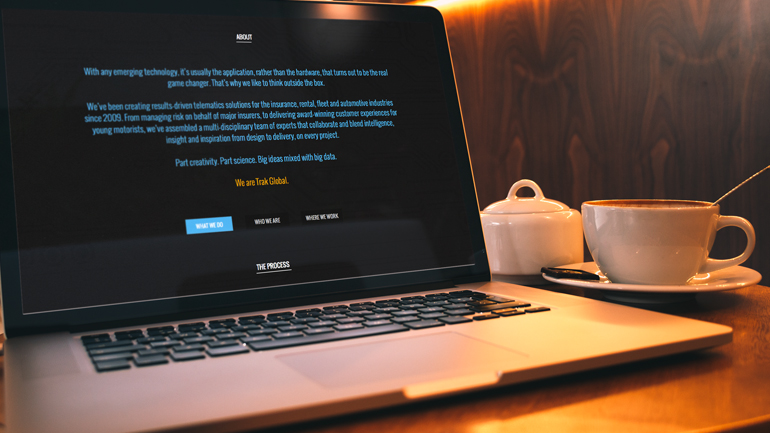 ABOUT
With any emerging technology, it's usually the application, rather than the hardware, that turns out to be the real
game changer. That's why we like to think outside the box.
We've been creating results-driven telematics solutions for the insurance, rental, fleet and automotive industries
since 2009. From managing risk on behalf of major insurers, to delivering award-winning customer experiences for
young motorists, we've assembled a multi-disciplinary team of experts that collaborate and blend intelligence,
insight and inspiration from design to delivery, on every project.
Part creativity. Part science. Big ideas mixed with big data.
We are Trak Global.
WHAT WE DO WHO WE ARE WHERE WE WORK
THE PROCESS